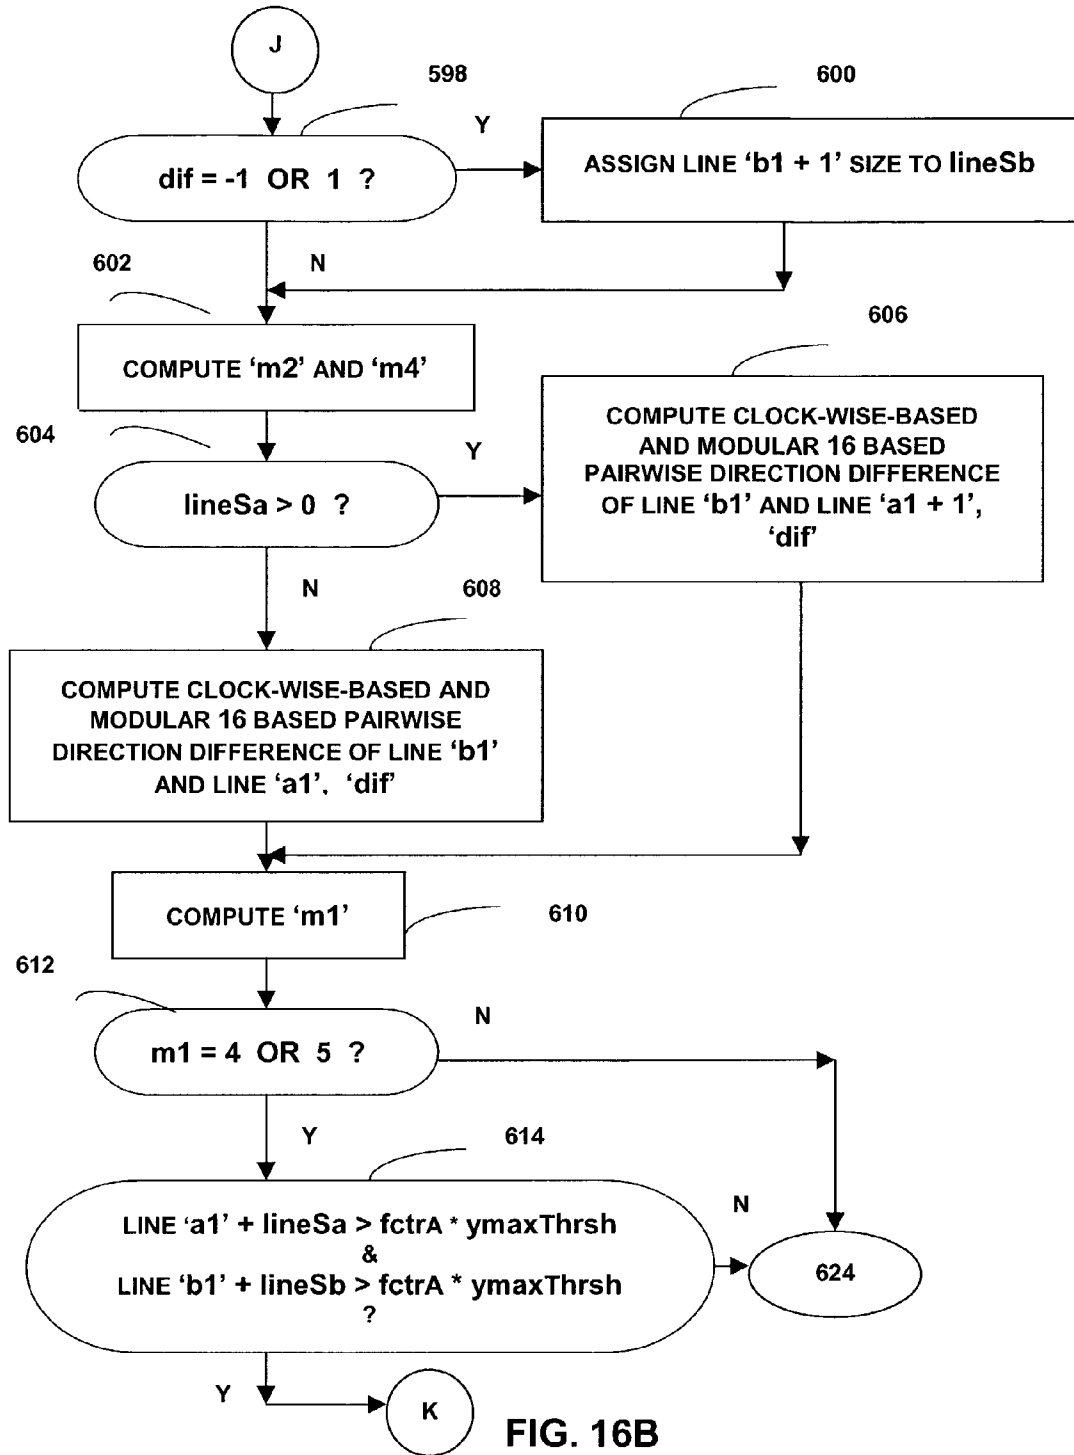 J
598
600
dif = -1 OR 1 ?
Y
ASSIGN LINE ‘b1 + 1’ SIZE TO lineSb
N
602
606
COMPUTE ‘m2’ AND ‘m4’
COMPUTE CLOCK-WISE-BASED
AND MODULAR 16 BASED
PAIRWISE DIRECTION DIFFERENCE
OF LINE ‘b1’ AND LINE ‘a1 + 1’,
‘dif’
604
Y
lineSa > 0 ?
N
608
COMPUTE CLOCK-WISE-BASED AND
MODULAR 16 BASED PAIRWISE
DIRECTION DIFFERENCE OF LINE ‘b1’
AND LINE ‘a1’, ‘dif’
COMPUTE ‘m1’
610
612
N
m1 = 4 OR 5 ?
Y
614
LINE ‘a1’ + lineSa > fctrA * ymaxThrsh
&
LINE ‘b1’ + lineSb > fctrA * ymaxThrsh
?
N
624
Y
K
FIG. 16B